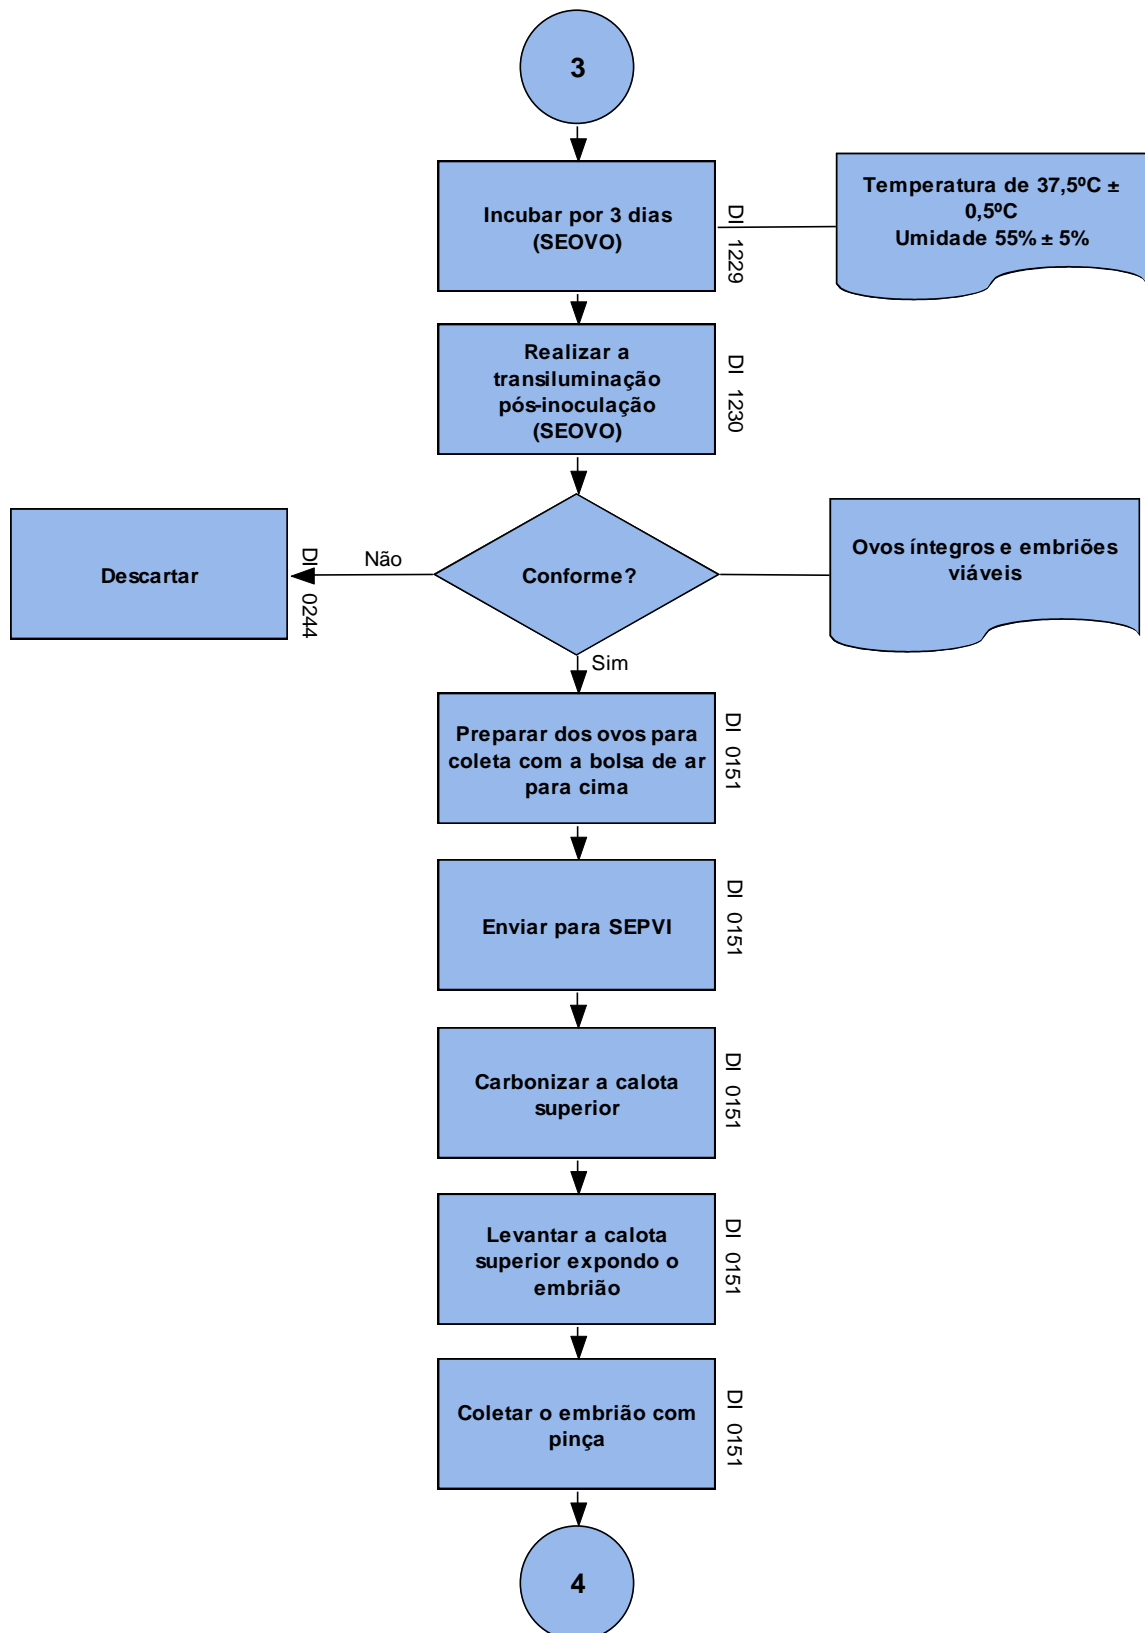 3
Incubar por 3 dias
(SEOVO)
DI 1229
Temperatura de 37,5ºC ±
0,5ºC
Umidade 55% ± 5%
Realizar a
transiluminação
pós-inoculação
(SEOVO)
DI 1230
Descartar
DI 0244
Não
Conforme?
Ovos íntegros e embriões
viáveis
Sim
Preparar dos ovos para
coleta com a bolsa de ar
para cima
DI 0151
Enviar para SEPVI
DI 0151
Carbonizar a calota
superior
DI 0151
Levantar a calota
superior expondo o
embrião
DI 0151
Coletar o embrião com
pinça
DI 0151
4